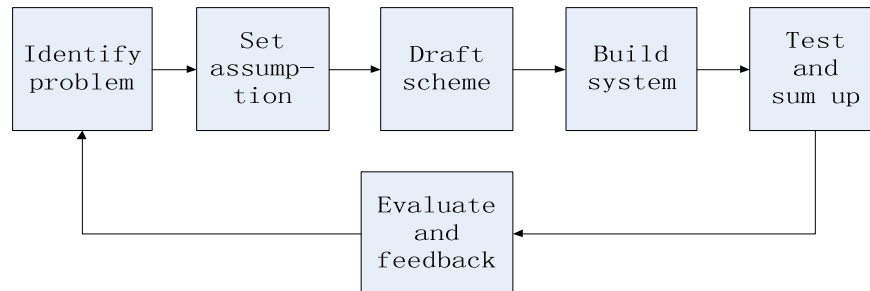 Identify
problem
Set
assump-
tion
Draft
scheme
Build
system
Test
and
sum up
Evaluate
and
feedback